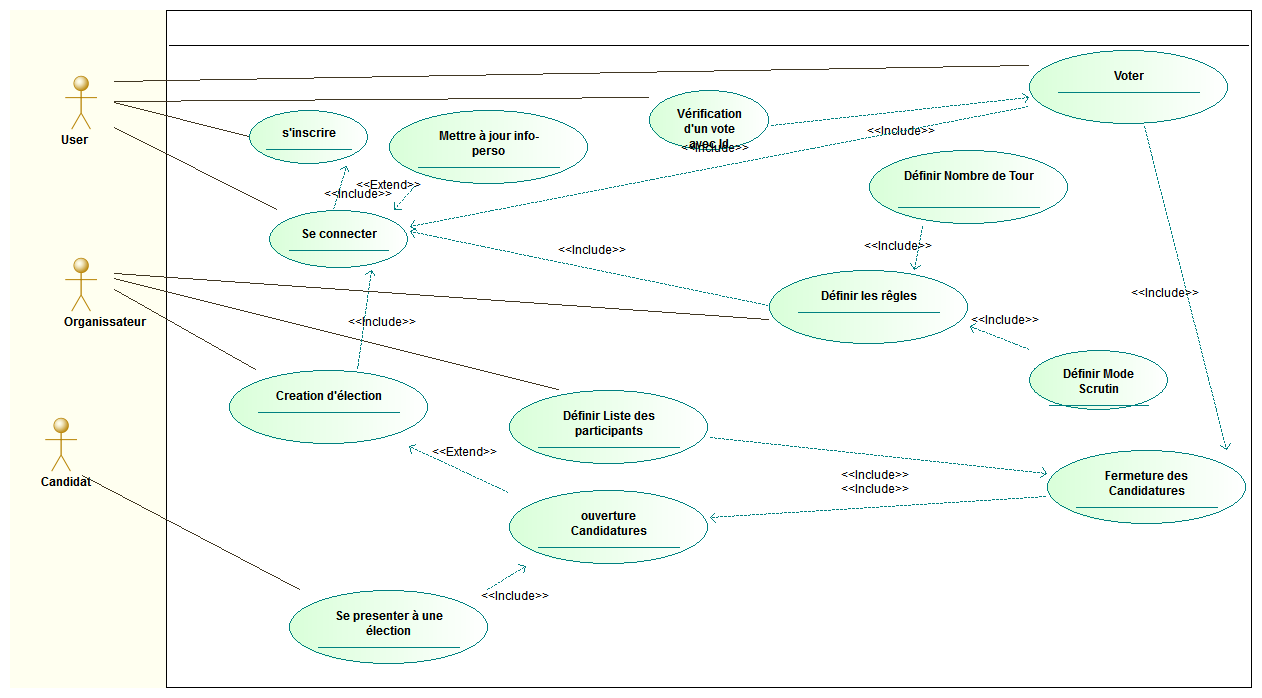 Voter
User
s'inscrire
Mettre à jour info-
perso
Vérification
d'un vote
avec Id
<<Include>>
<<Include>>
<<Extend>>
<<Include>>
Définir Nombre de Tour
Se connecter
<<Include>>
<<Include>>
Organissateur
Définir les rêgles
<<Include>>
<<Include>>
<<Include>>
Définir Mode
Scrutin
Creation d'élection
Définir Liste des
participants
<<Extend>>
Candidat
<<Include>>
<<Include>>
Fermeture des
Candidatures
ouverture
Candidatures
<<Include>>
Se presenter à une
élection